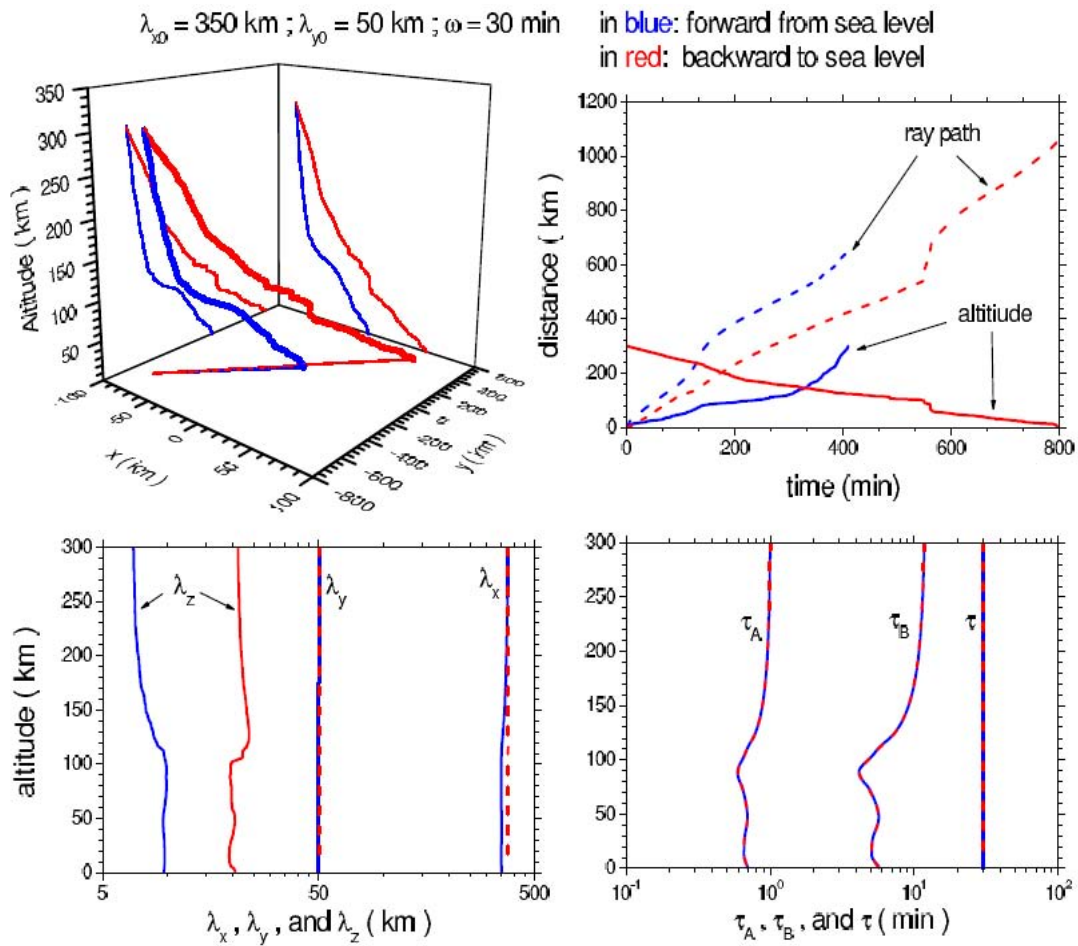 λx0 = 350 km ; λy0 = 50 km ; ω = 30 min
in blue: forward from sea level
in red: backward to sea level
350
300
250
200
150
100
50
Altitude ( km )
-100
-50
0
50
100
x ( km )
600
400
200
0
-200
-400
-600
-800
y ( km )
1200
1000
800
600
400
200
0
distance ( km )
ray path
altitiude
0
200
400
600
800
time (min)
300
250
200
150
100
50
0
altitude ( km )
λz
λy
λx
5
50
500
λx , λy, and λz ( km )
300
250
200
150
100
50
0
τA
τB
τ
10-1
100
101
102
τA , τB, and τ ( min )